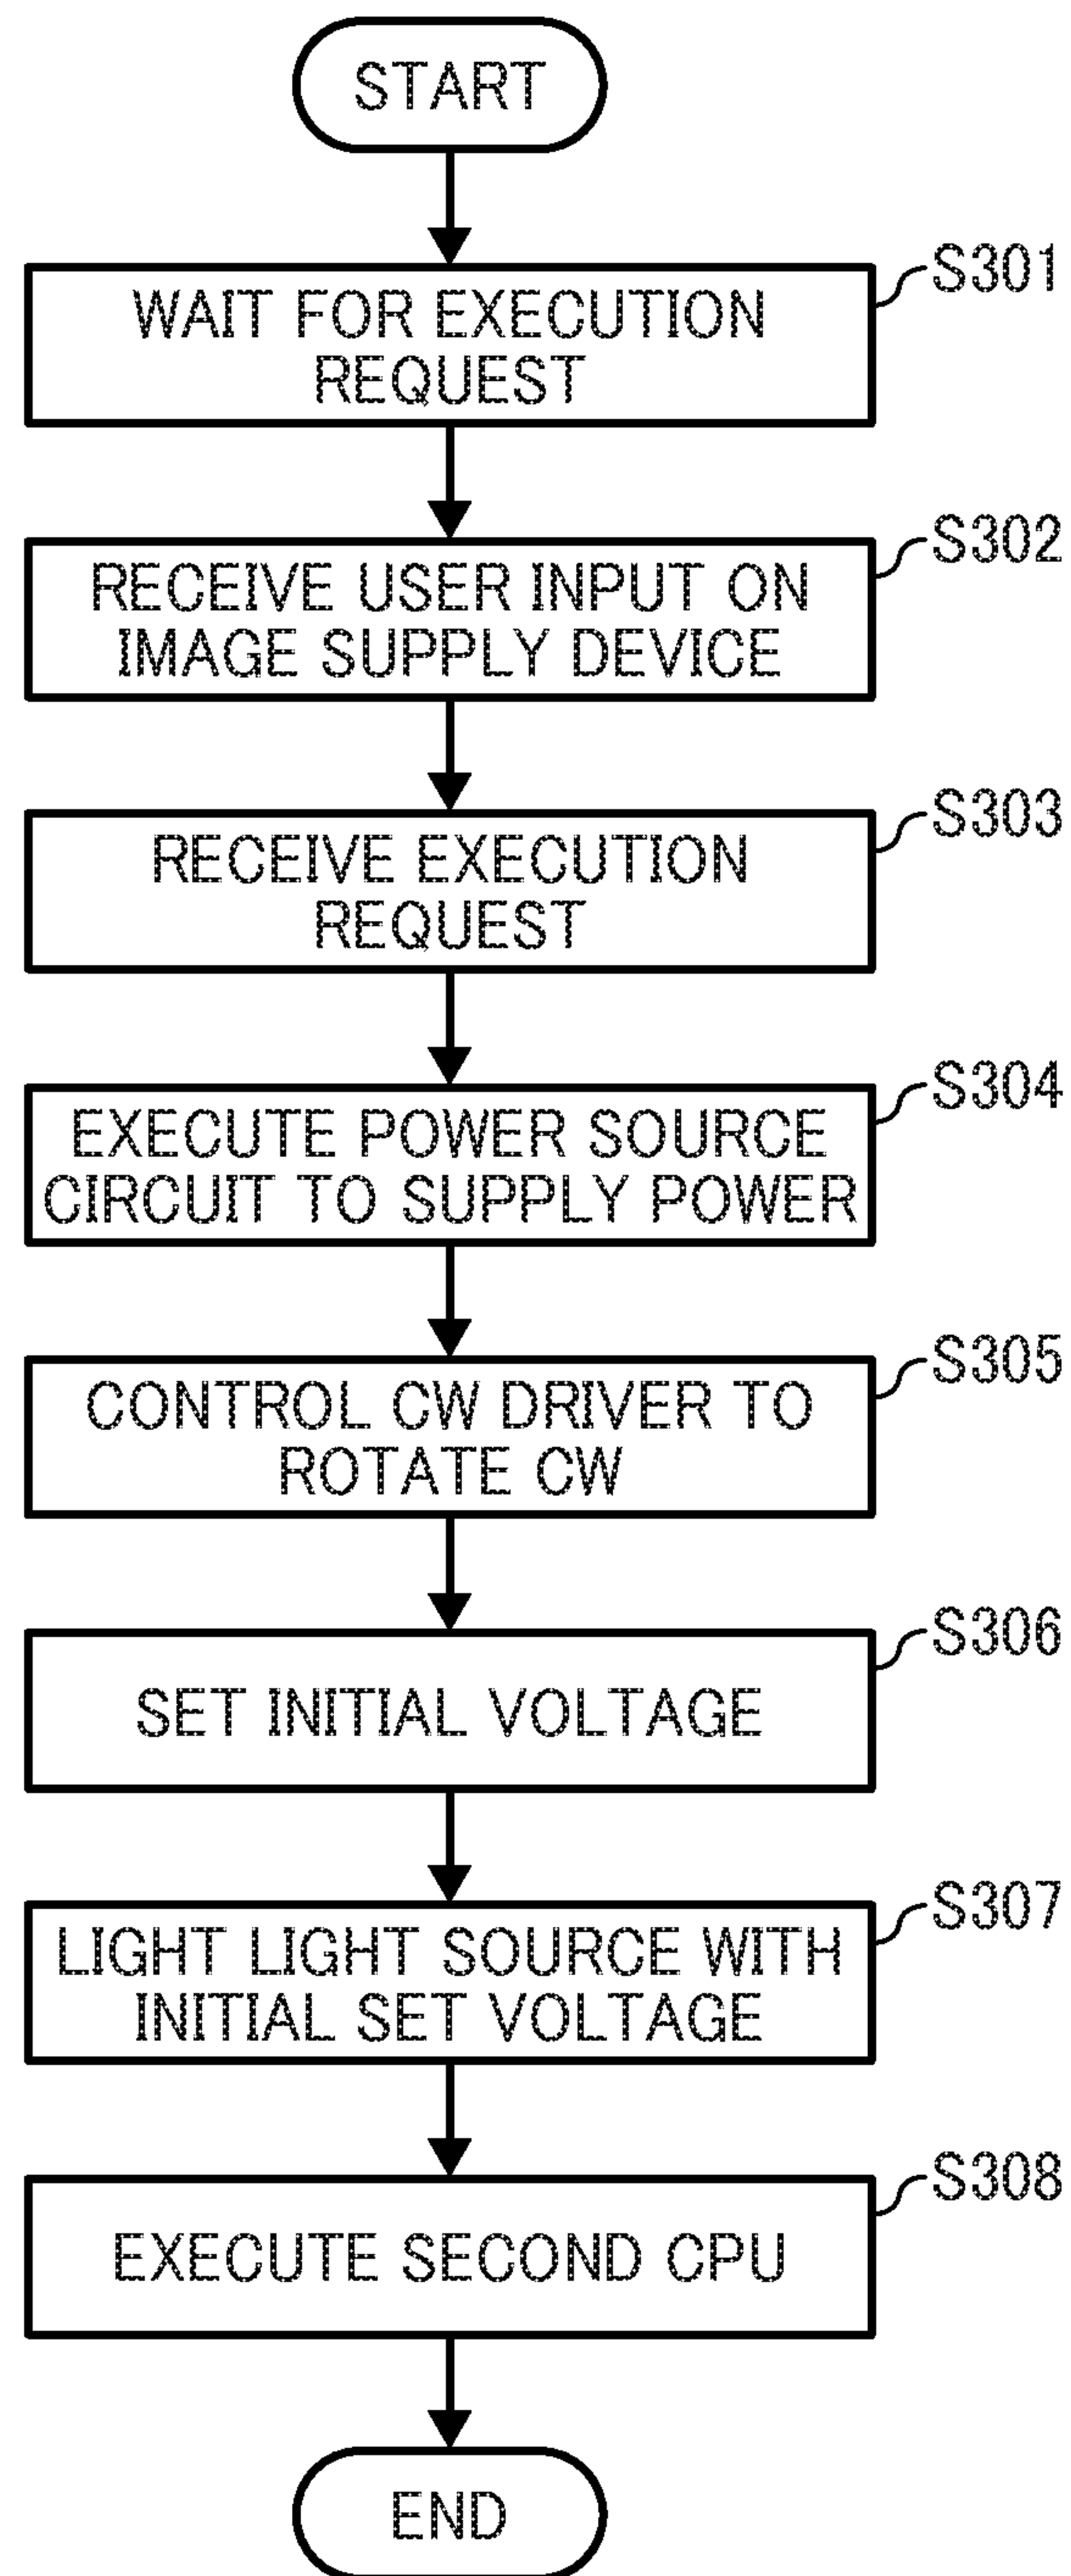 START
S301
WAIT FOR EXECUTION
REQUEST
S302
RECEIVE USER INPUT ON
IMAGE SUPPLY DEVICE
S303
RECEIVE EXECUTION
REQUEST
S304
EXECUTE POWER SOURCE
CIRCUIT TO SUPPLY POWER
S305
CONTROL CW DRIVER TO
ROTATE CW
S306
SET INITIAL VOLTAGE
S307
LIGHT LIGHT SOURCE WITH
INITIAL SET VOLTAGE
S308
EXECUTE SECOND CPU
END